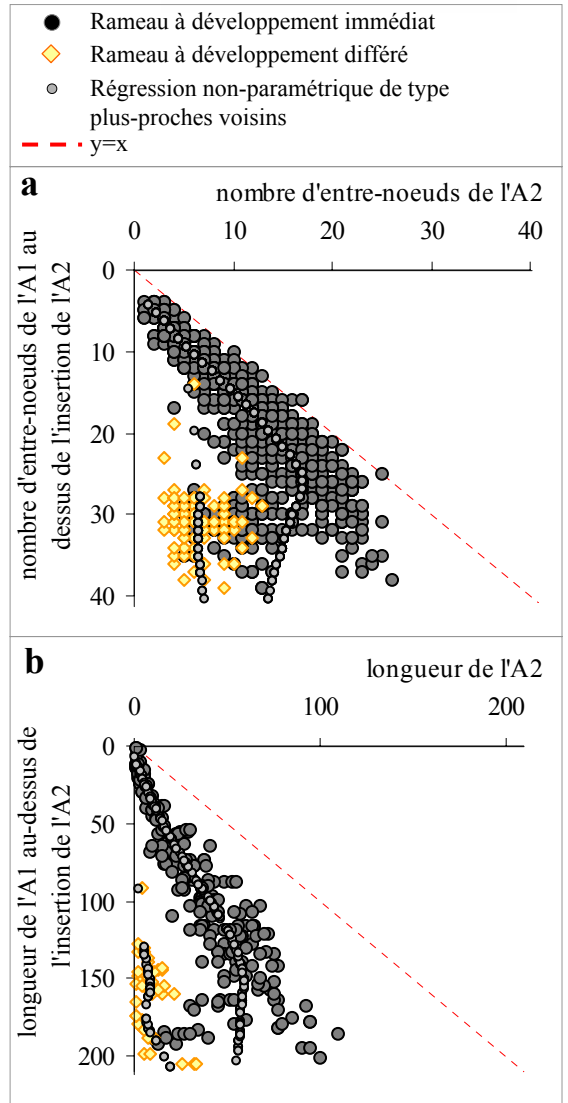 Rameau à développement immédiat
Rameau à développement différé
Régression non-paramétrique de type
plus-proches voisins
y=x
a
nombre d'entre-noeuds de l'A2
0 10 20 30 40
nombre d'entre-noeuds de l'A1 au
dessus de l'insertion de l'A2
0
10
20
30
40
b
longueur de l'A2
0 100 200
longueur de l'A1 au-dessus de
l'insertion de l'A2
0
50
100
150
200